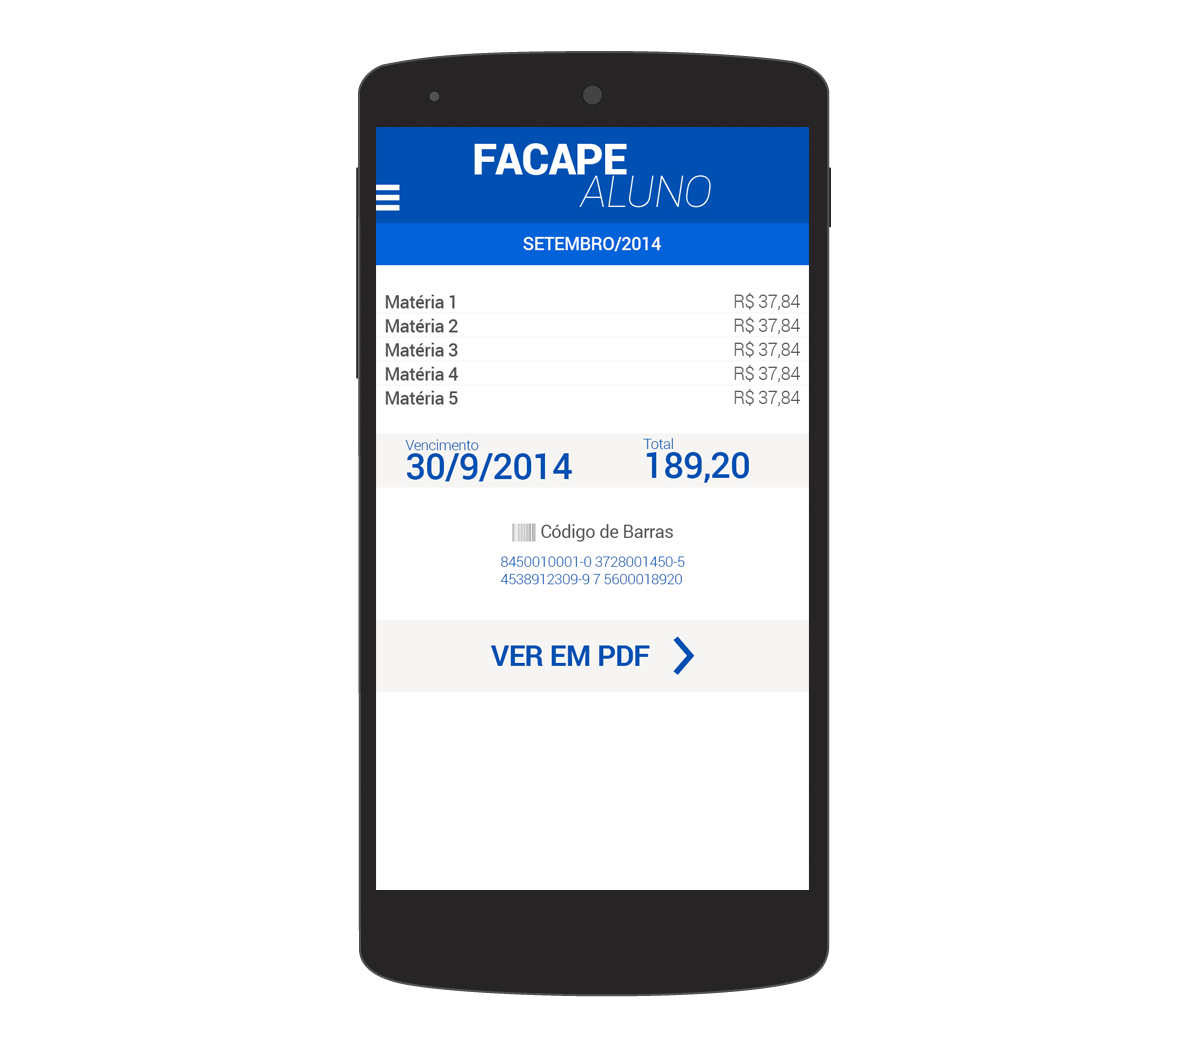 FACAPE
ALUNO
SETEMBRO/2014
Matéria 1 R$ 37,84
Matéria 2 R$ 37,84
Matéria 3 R$ 37,84
Matéria 4 R$ 37,84
Matéria 5 R$ 37,84
Vencimento Total
30/9/2014 189,20
Código de Barras
8450010001-0 3728001450-5
4538912309-9 7 5600018920
VER EM PDF